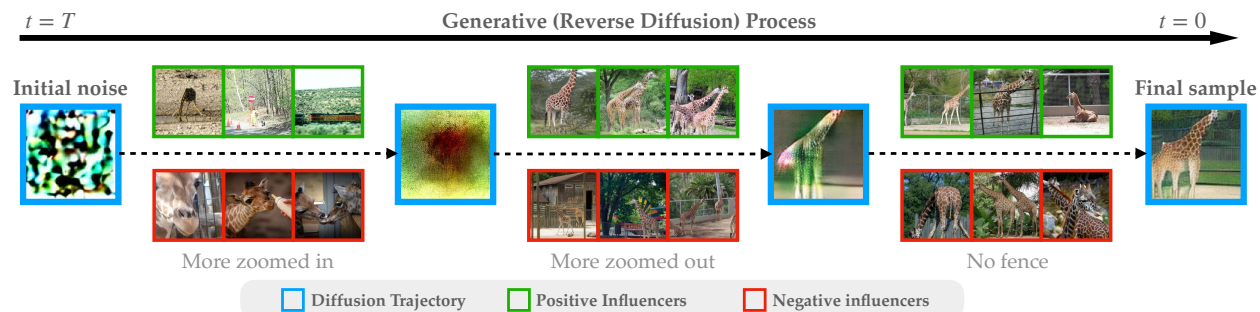 t = T
Generative (Reverse Diffusion) Process
t = 0
Initial noise
Final sample
More zoomed in
More zoomed out
No fence
Diffusion Trajectory
Positive Influencers
Negative influencers